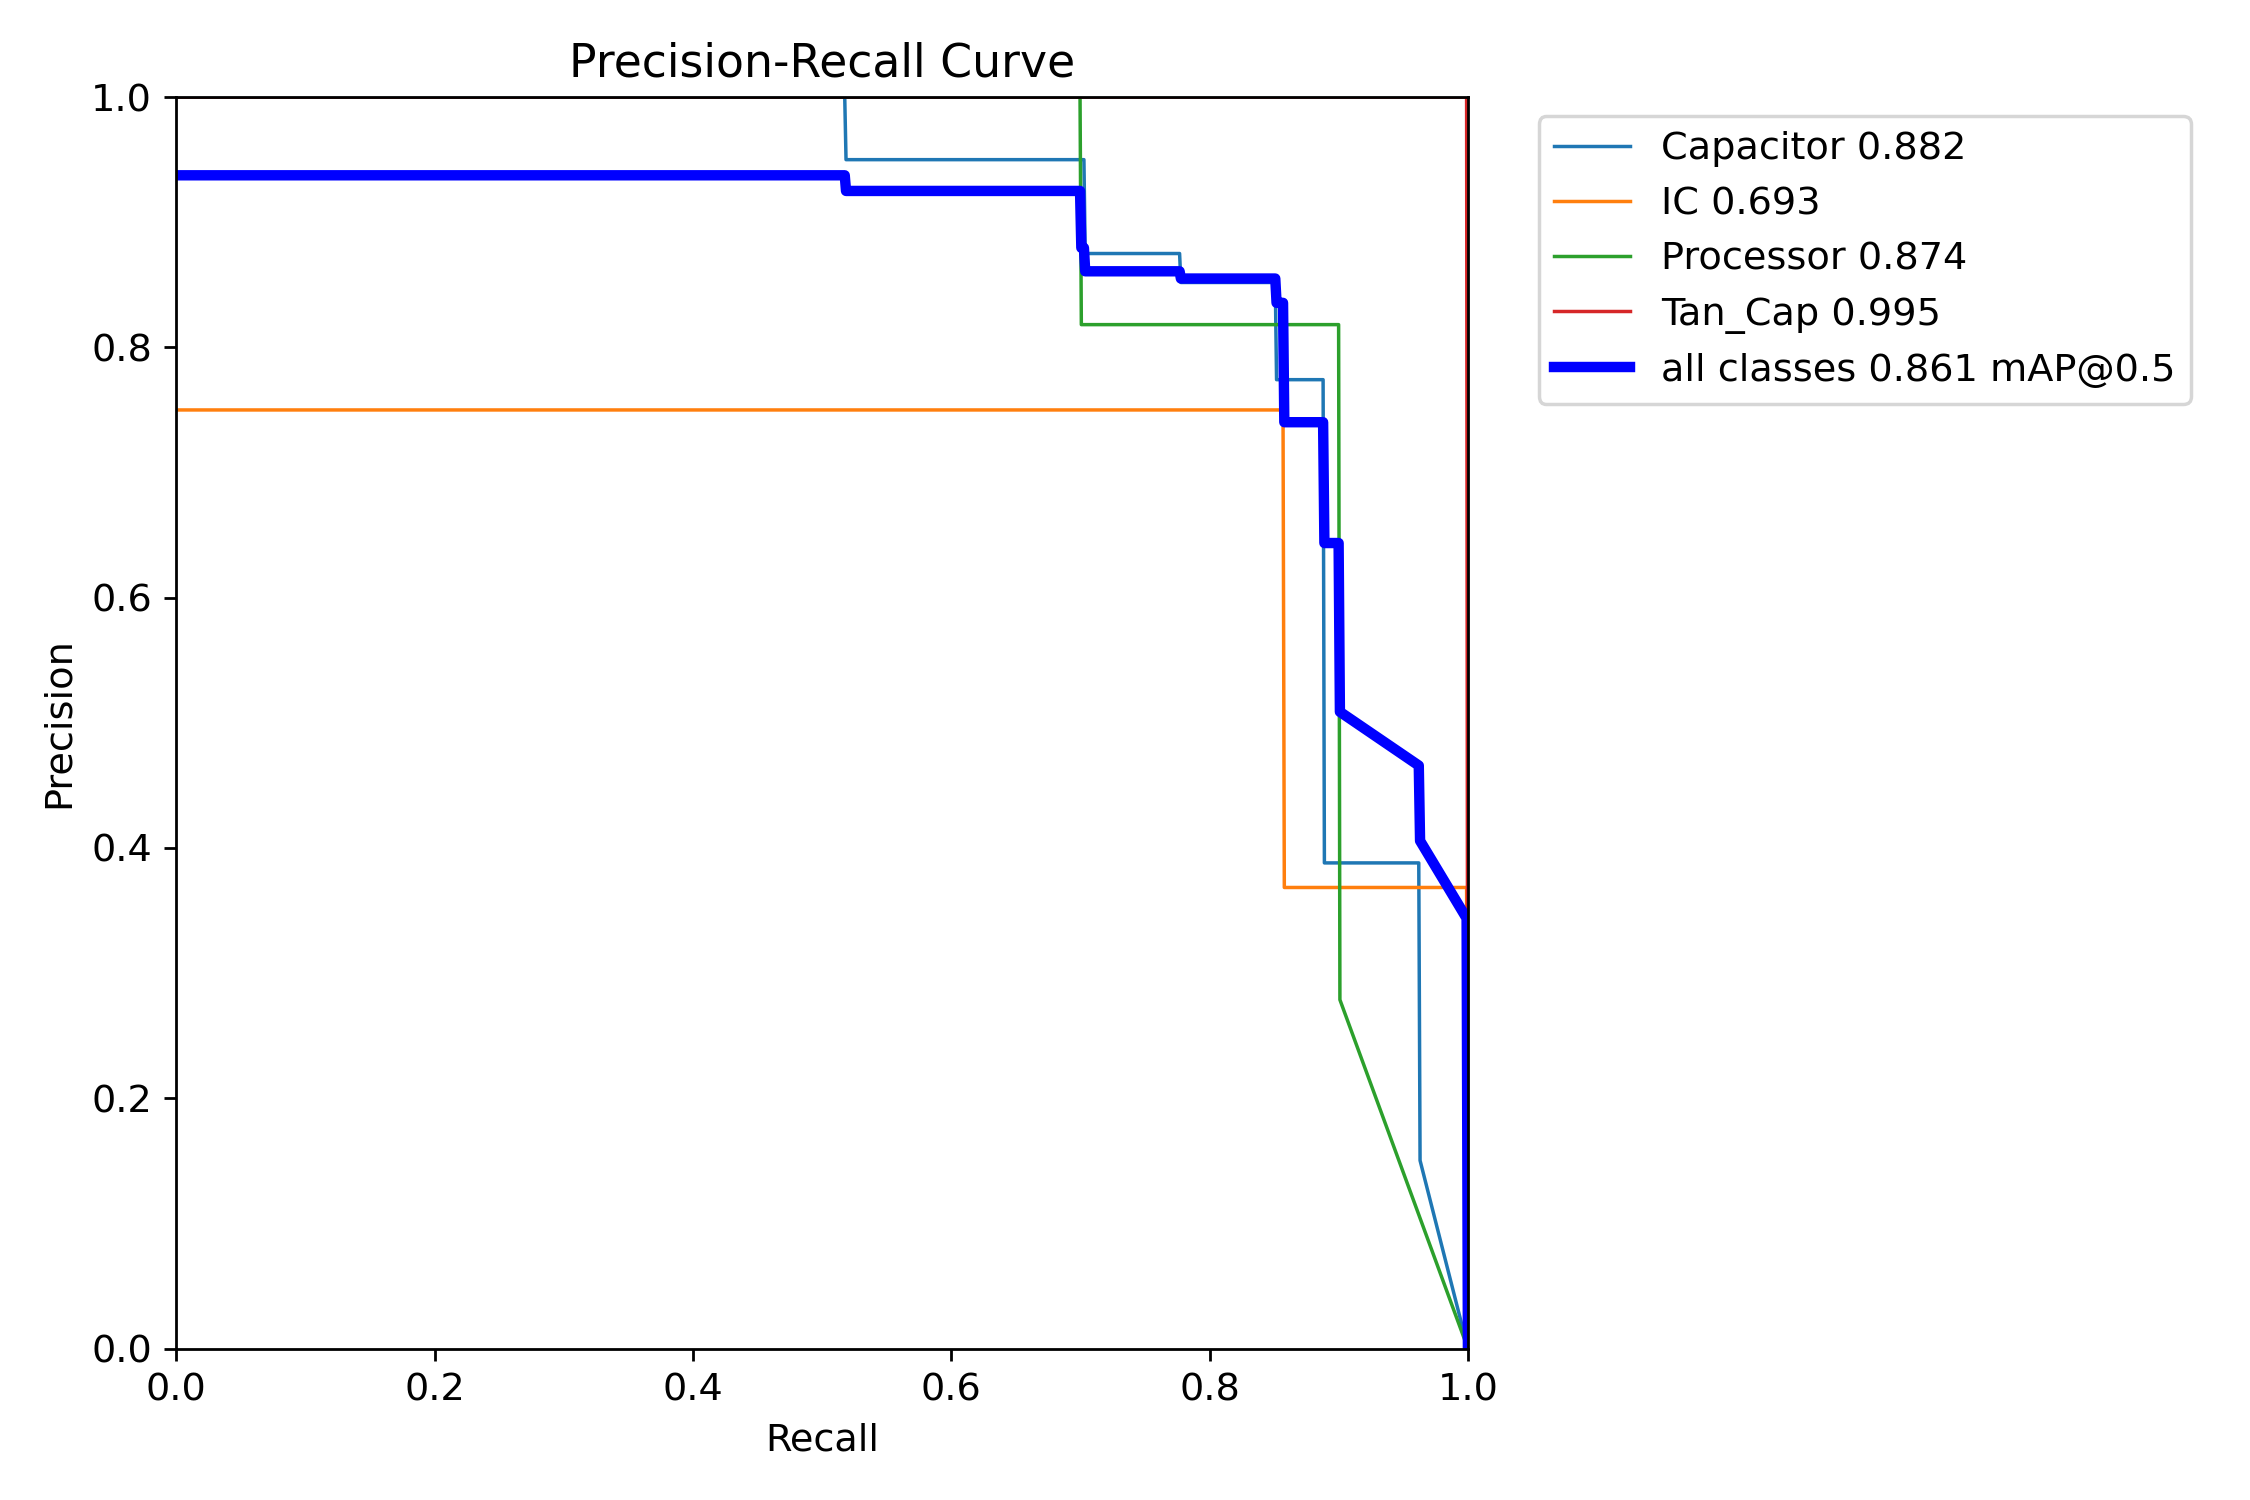 Precision-Recall Curve
1.0
0.8
0.6
0.4
0.2
0.0
Precision
0.0 0.2 0.4 0.6 0.8 1.0
Recall
Capacitor 0.882
IC 0.693
Processor 0.874
Tan_Cap 0.995
all classes 0.861 mAP@0.5